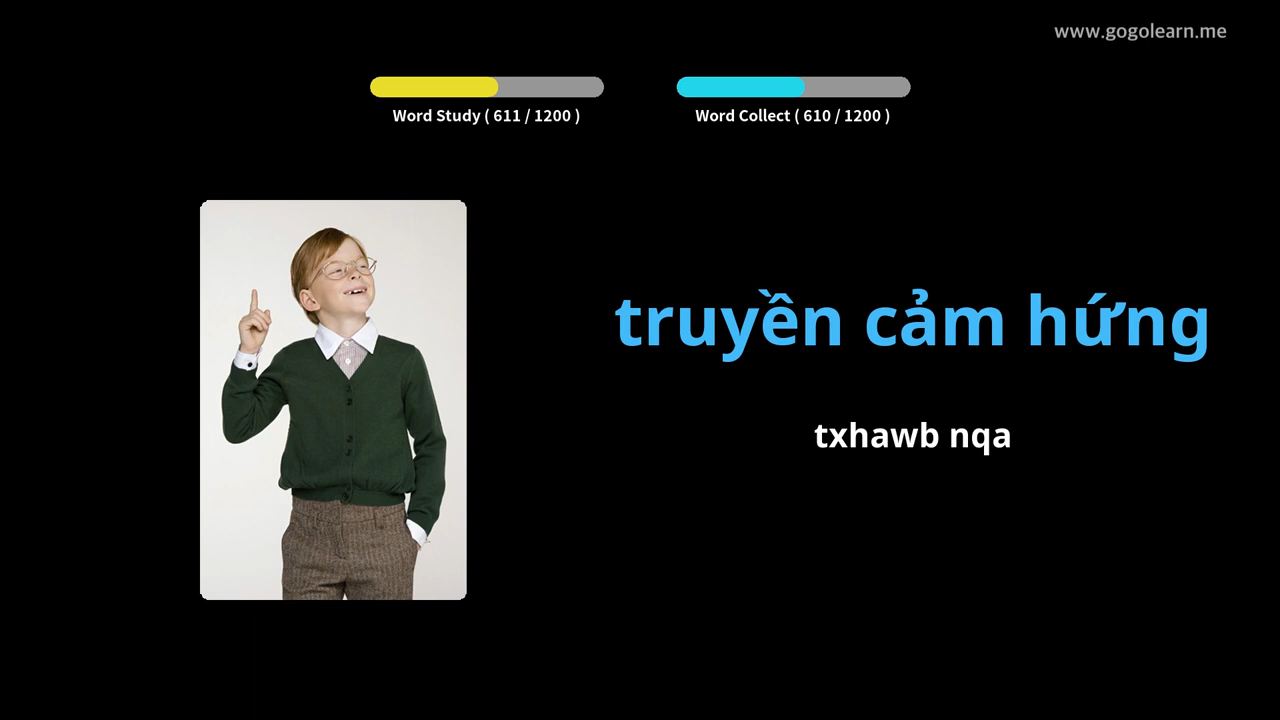 www.gogolearn.me
Word Study ( 611 / 1200 )
Word Collect ( 610 / 1200 )
truyền cảm hứng
txhawb nqa